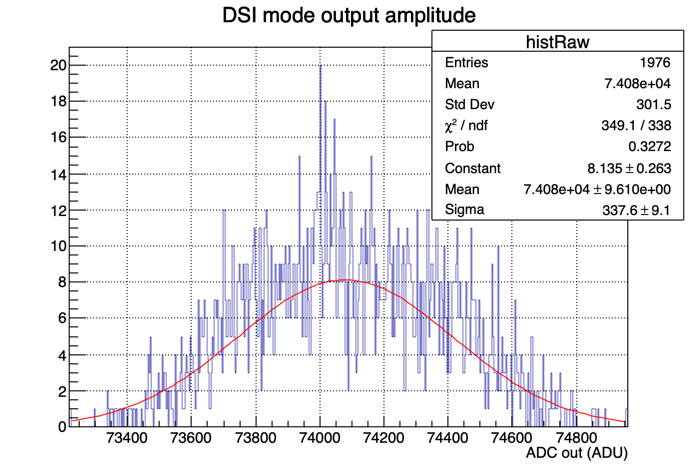 DSI mode output amplitude
histRaw
Entries 1976
Mean 7.408e+04
Std Dev 301.5
χ² / ndf 349.1 / 338
Prob 0.3272
Constant 8.135 ± 0.263
Mean 7.408e+04 ± 9.610e+00
Sigma 337.6 ± 9.1
20
18
16
14
12
10
8
6
4
2
0
73400 73600 73800 74000 74200 74400 74600 74800
ADC out (ADU)